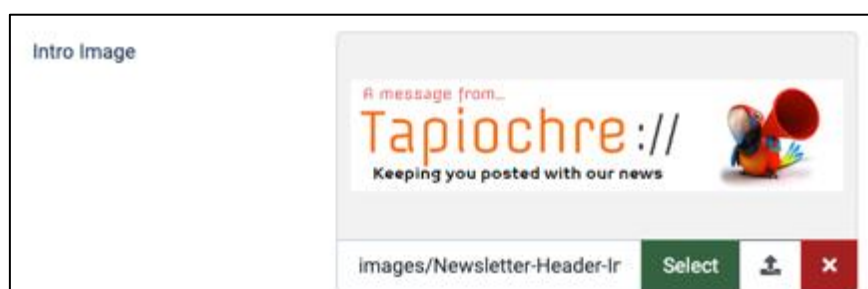 Intro Image
A message from...
Tapiochre://
Keeping you posted with our news
images/Newsletter-Header-Ir
Select